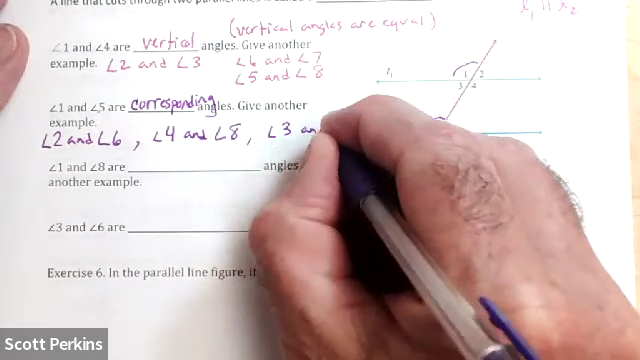 A line that cuts through two parallel lines is called a
(vertical angles are equal)
l₁ || l₂
∠1 and ∠4 are vertical angles. Give another
example. ∠2 and ∠3 ∠6 and ∠7
∠5 and ∠8
l₁ 1 2
3 4
∠1 and ∠5 are corresponding angles. Give another
example.
∠2 and ∠6 , ∠4 and ∠8 , ∠3 an
∠1 and ∠8 are angles
another example.
∠3 and ∠6 are
Exercise 6. In the parallel line figure, if
Scott Perkins